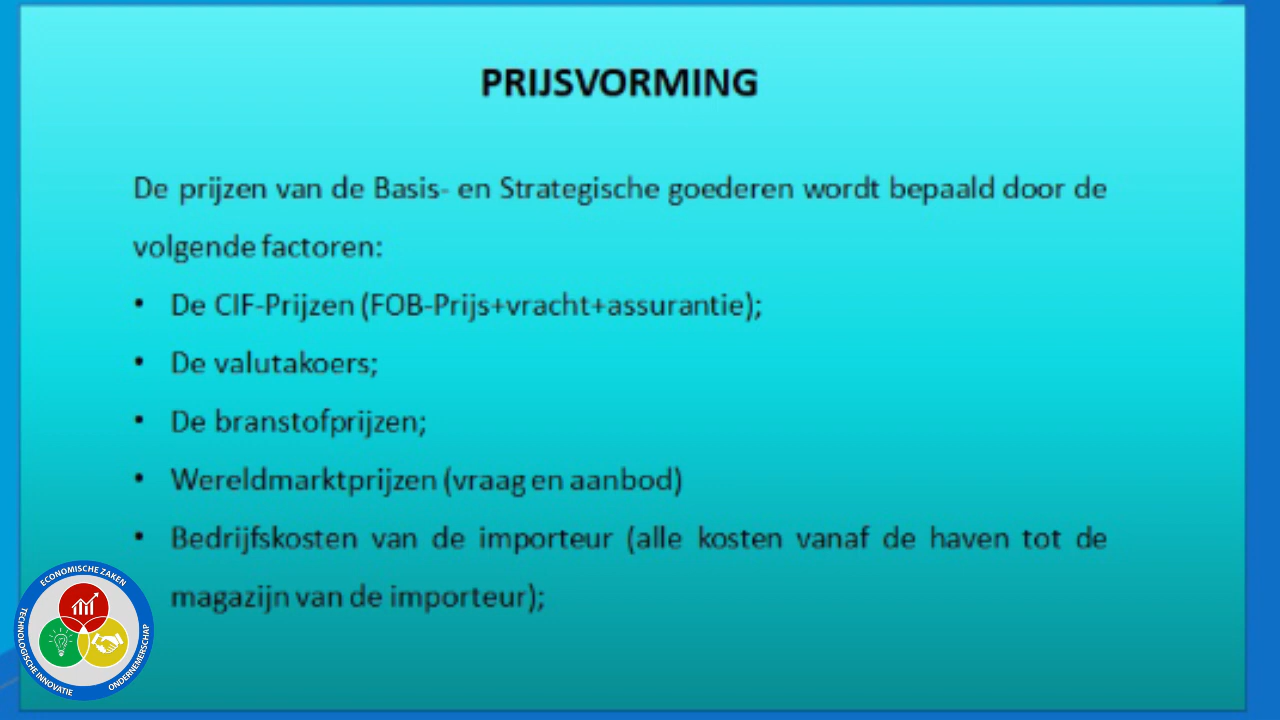 PRIJSVORMING
De prijzen van de Basis- en Strategische goederen wordt bepaald door de
volgende factoren:
• De CIF-Prijzen (FOB-Prijs+vracht+assurantie);
• De valutakoers;
• De branstofprijzen;
• Wereldmarktprijzen (vraag en aanbod)
• Bedrijfskosten van de importeur (alle kosten vanaf de haven tot de
magazijn van de importeur);
ECONOMISCHE ZAKEN
TECHNOLOGISCHE INNOVATIE
ONDERNEMERSCHAP